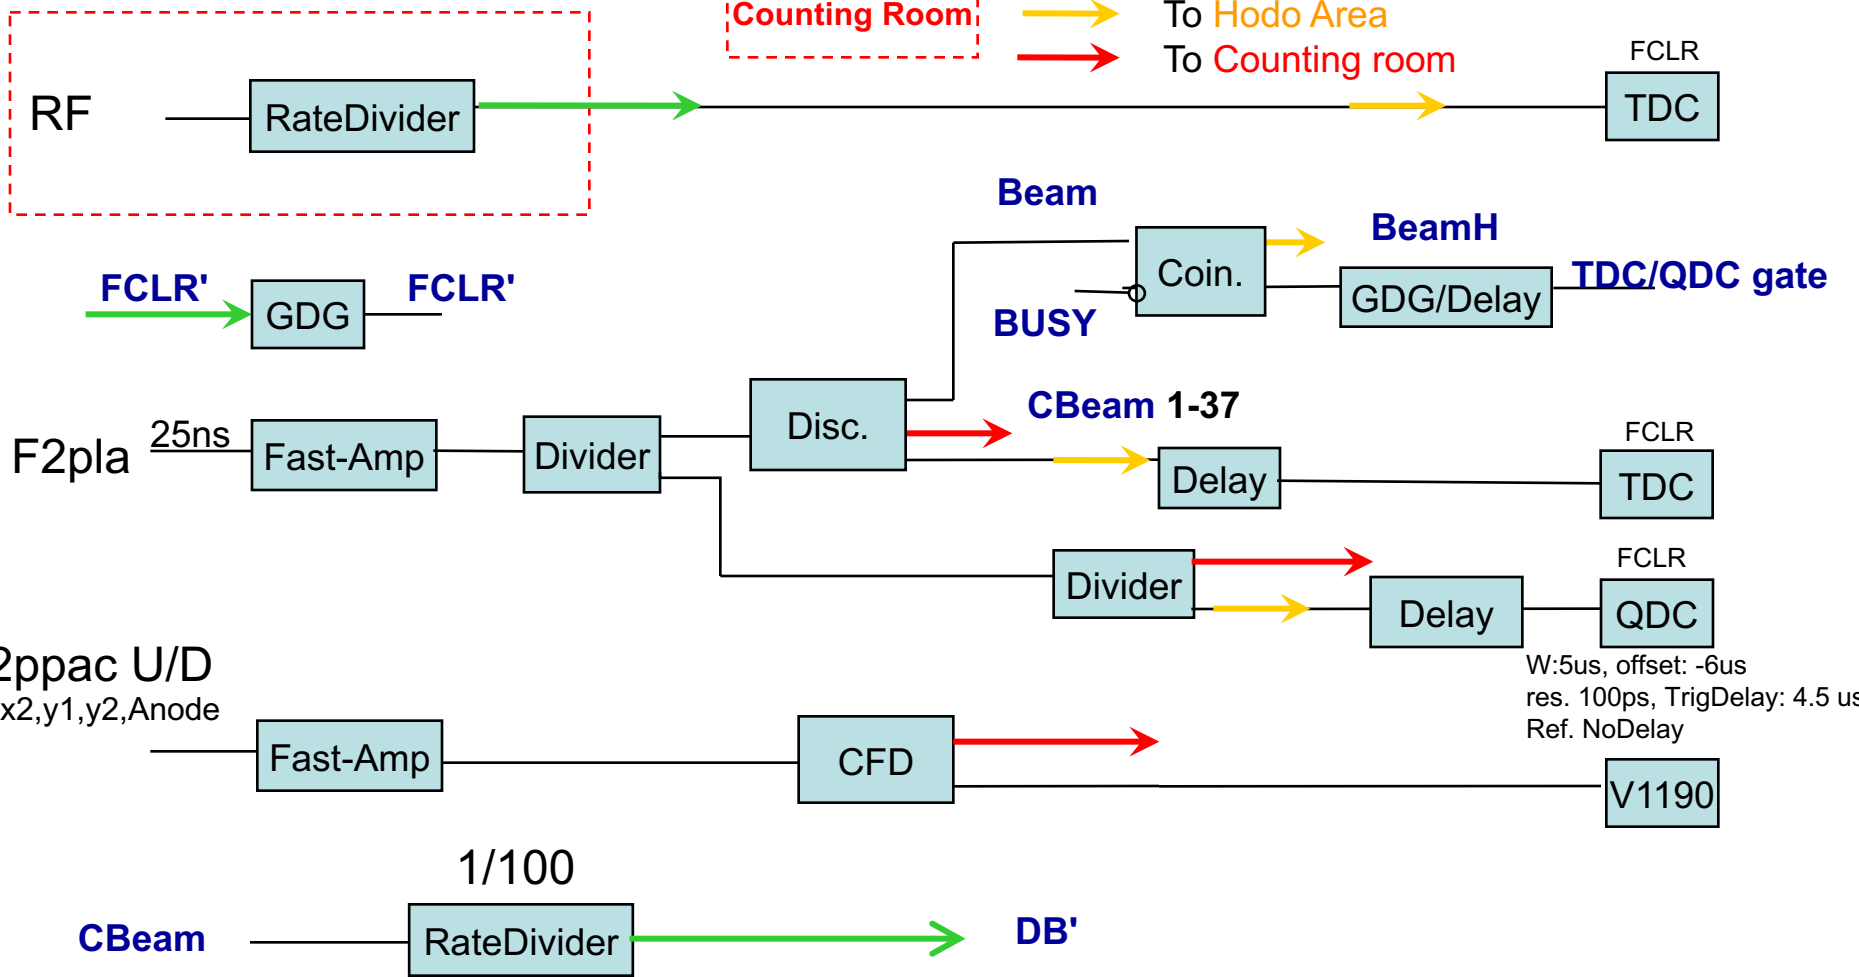 Counting Room
To Hodo Area
To Counting room
FCLR
RF
RateDivider
TDC
Beam
BeamH
Coin.
TDC/QDC gate
FCLR'
GDG
FCLR'
GDG/Delay
BUSY
CBeam 1-37
Disc.
25ns
F2pla
Fast-Amp
Divider
Delay
FCLR
TDC
Divider
FCLR
Delay
QDC
2ppac U/D
x2,y1,y2,Anode
W:5us, offset: -6us
res. 100ps, TrigDelay: 4.5 us
Ref. NoDelay
Fast-Amp
CFD
V1190
1/100
CBeam
RateDivider
DB'